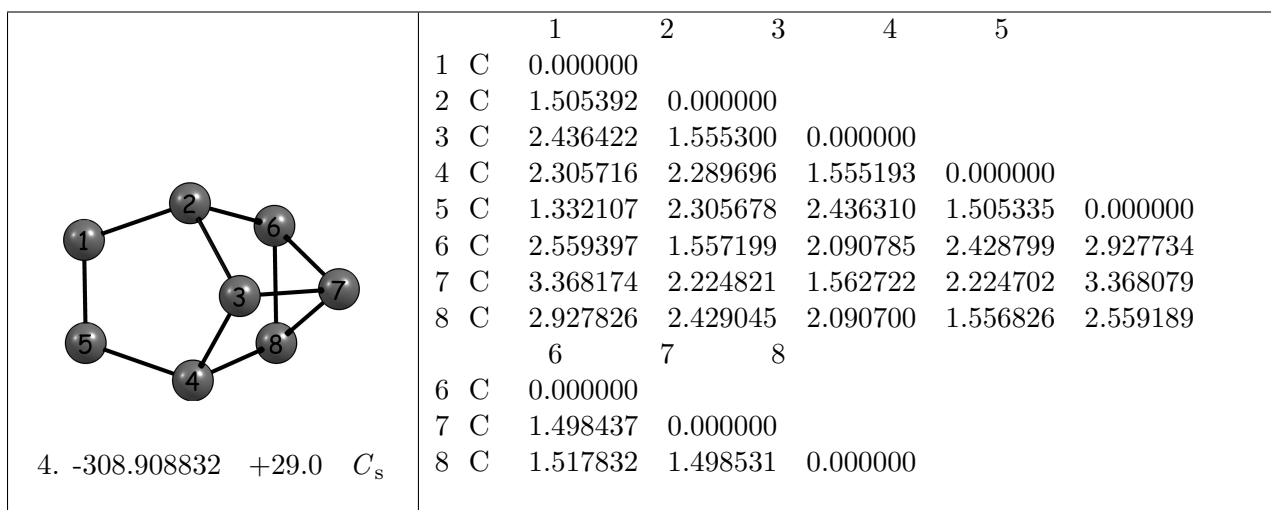 1 2 3 4 5
1 C 0.000000
2 C 1.505392 0.000000
3 C 2.436422 1.555300 0.000000
4 C 2.305716 2.289696 1.555193 0.000000
5 C 1.332107 2.305678 2.436310 1.505335 0.000000
6 C 2.559397 1.557199 2.090785 2.428799 2.927734
7 C 3.368174 2.224821 1.562722 2.224702 3.368079
8 C 2.927826 2.429045 2.090700 1.556826 2.559189
6 7 8
6 C 0.000000
7 C 1.498437 0.000000
8 C 1.517832 1.498531 0.000000
2
6
1
3 7
5 8
4
4. -308.908832 +29.0 Cs